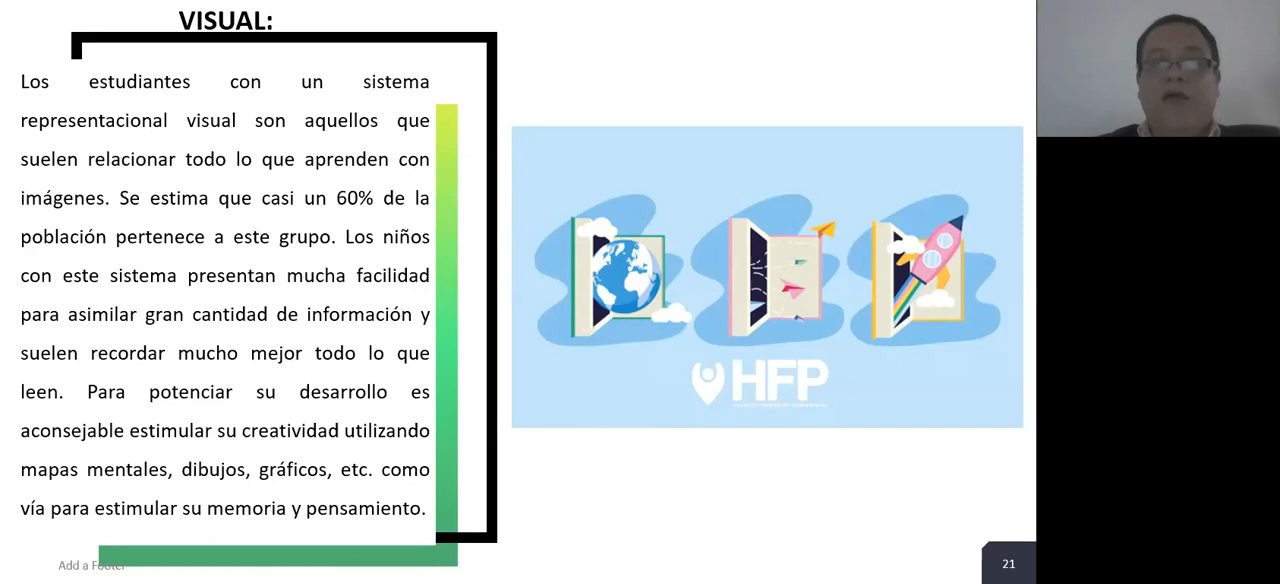 VISUAL:
Los estudiantes con un sistema
representacional visual son aquellos que
suelen relacionar todo lo que aprenden con
imágenes. Se estima que casi un 60% de la
población pertenece a este grupo. Los niños
con este sistema presentan mucha facilidad
para asimilar gran cantidad de información y
suelen recordar mucho mejor todo lo que
leen. Para potenciar su desarrollo es
aconsejable estimular su creatividad utilizando
mapas mentales, dibujos, gráficos, etc. como
vía para estimular su memoria y pensamiento.
HFP
Add a Footer
21